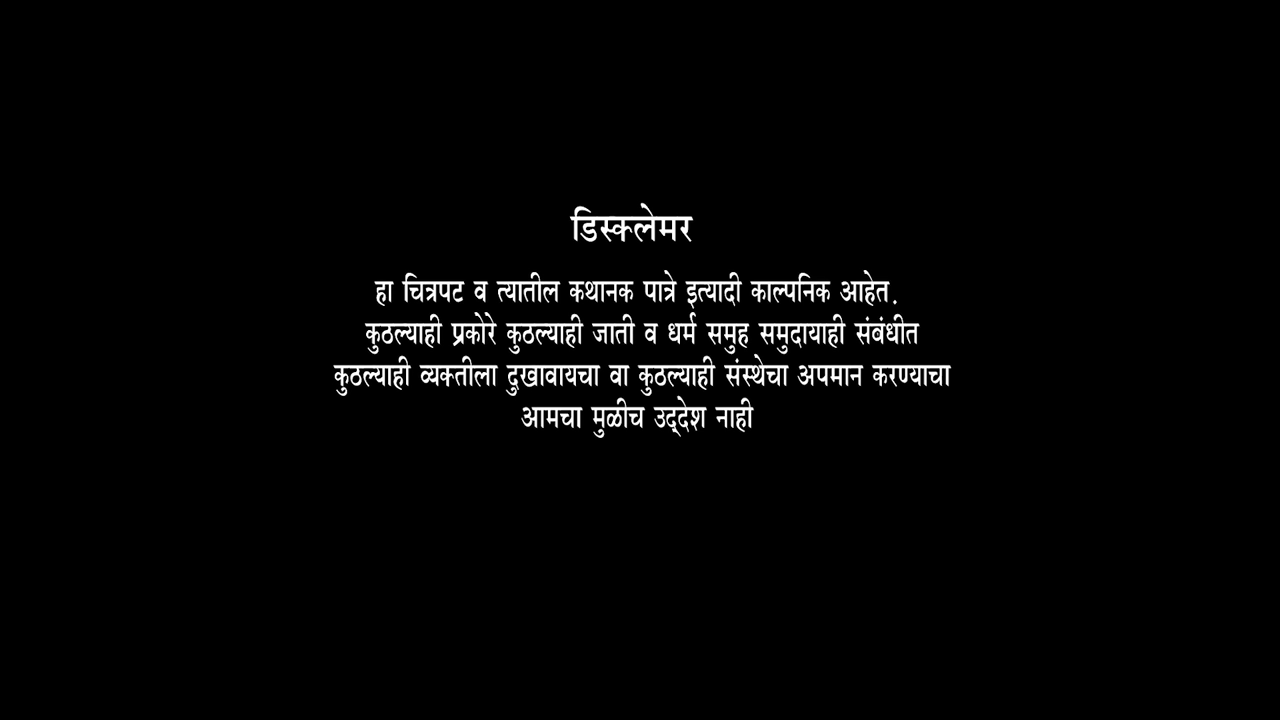 डिस्कलेमर
हा चित्रपट व त्यातील कथानक पात्रे इत्यादी काल्पनिक आहेत.
कुठल्याही प्रकोरे कुठल्याही जाती व धर्म समुह समुदायाही संबंधीत
कुठल्याही व्यक्तीला दुखावायचा वा कुठल्याही संस्थेचा अपमान करण्याचा
आमचा मुळीच उद्‌देश नाही